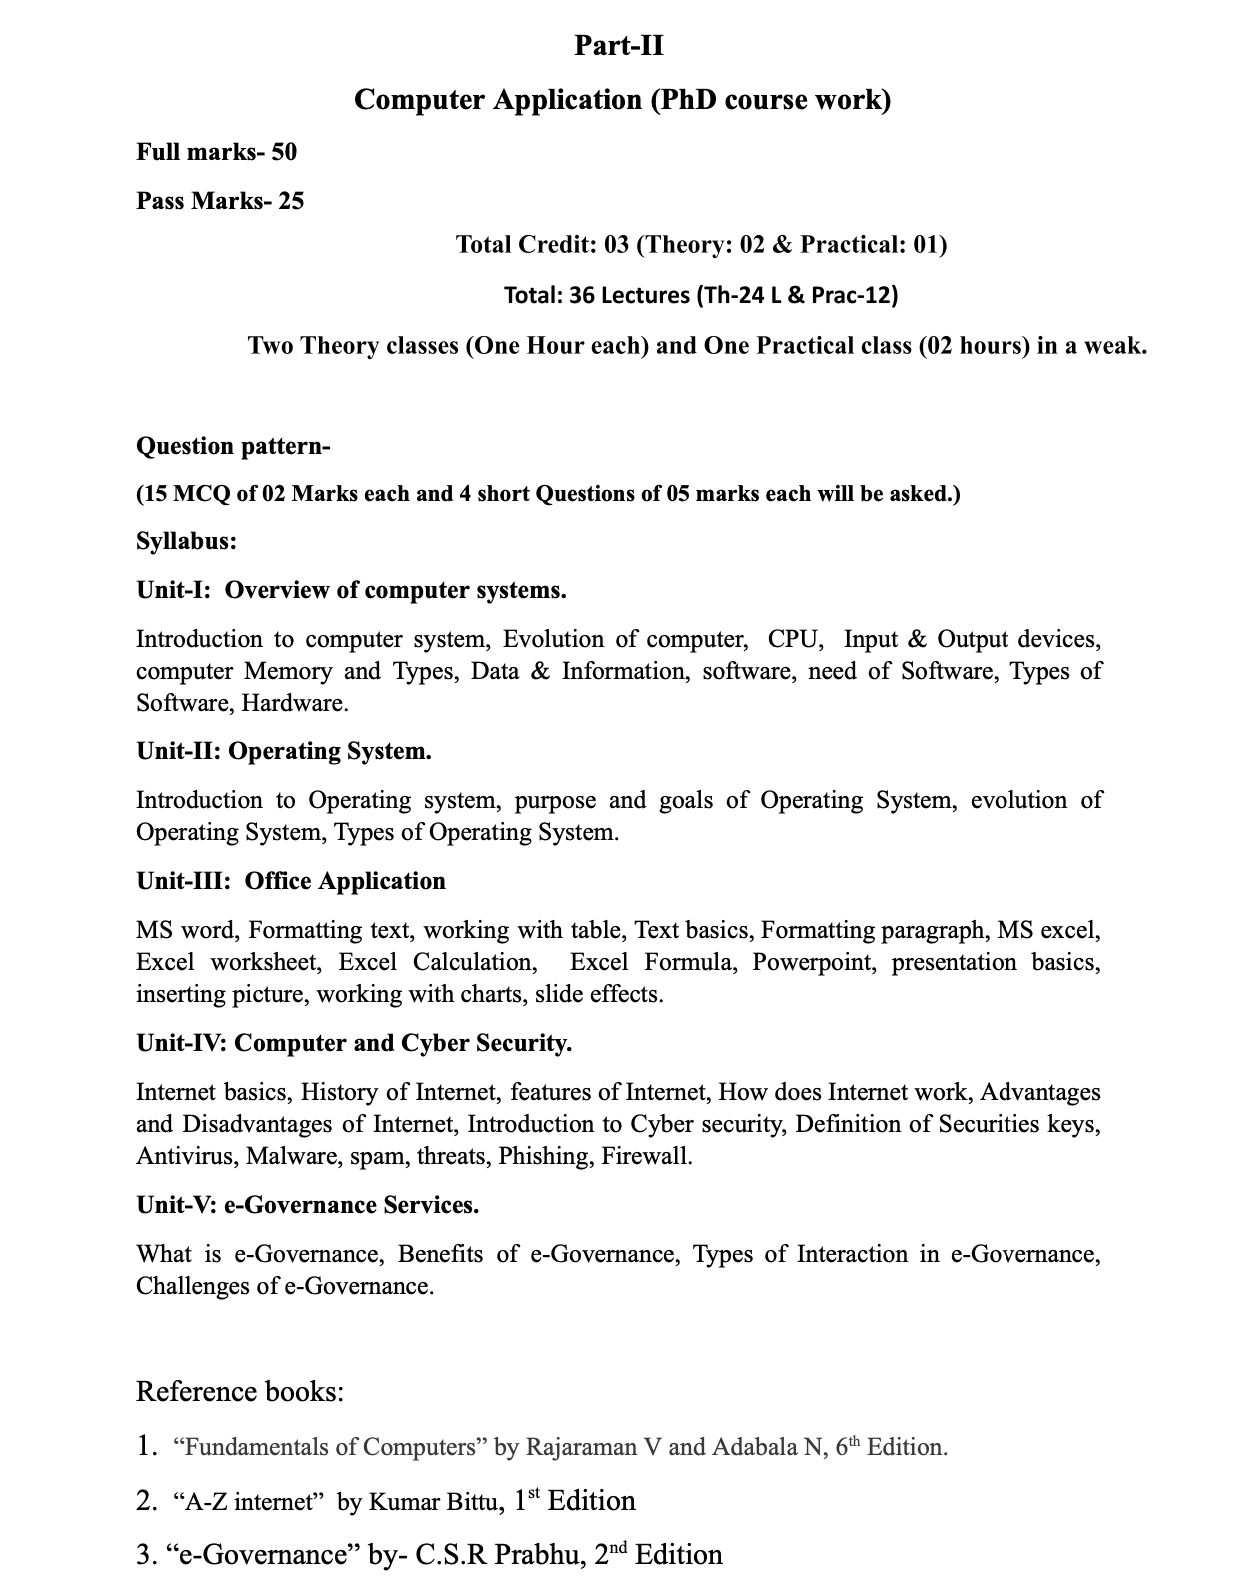 Part-II
Computer Application (PhD course work)
Full marks- 50
Pass Marks- 25
Total Credit: 03 (Theory: 02 & Practical: 01)
Total: 36 Lectures (Th-24 L & Prac-12)
Two Theory classes (One Hour each) and One Practical class (02 hours) in a weak.
Question pattern-
(15 MCQ of 02 Marks each and 4 short Questions of 05 marks each will be asked.)
Syllabus:
Unit-I:  Overview of computer systems.
Introduction to computer system, Evolution of computer,  CPU,  Input & Output devices,
computer Memory and Types, Data & Information, software, need of Software, Types of
Software, Hardware.
Unit-II: Operating System.
Introduction to Operating system, purpose and goals of Operating System, evolution of
Operating System, Types of Operating System.
Unit-III:  Office Application
MS word, Formatting text, working with table, Text basics, Formatting paragraph, MS excel,
Excel worksheet, Excel Calculation,  Excel Formula, Powerpoint, presentation basics,
inserting picture, working with charts, slide effects.
Unit-IV: Computer and Cyber Security.
Internet basics, History of Internet, features of Internet, How does Internet work, Advantages
and Disadvantages of Internet, Introduction to Cyber security, Definition of Securities keys,
Antivirus, Malware, spam, threats, Phishing, Firewall.
Unit-V: e-Governance Services.
What is e-Governance, Benefits of e-Governance, Types of Interaction in e-Governance,
Challenges of e-Governance.
Reference books:
1. “Fundamentals of Computers” by Rajaraman V and Adabala N, 6th Edition.
2. “A-Z internet”  by Kumar Bittu, 1st Edition
3. “e-Governance” by- C.S.R Prabhu, 2nd Edition